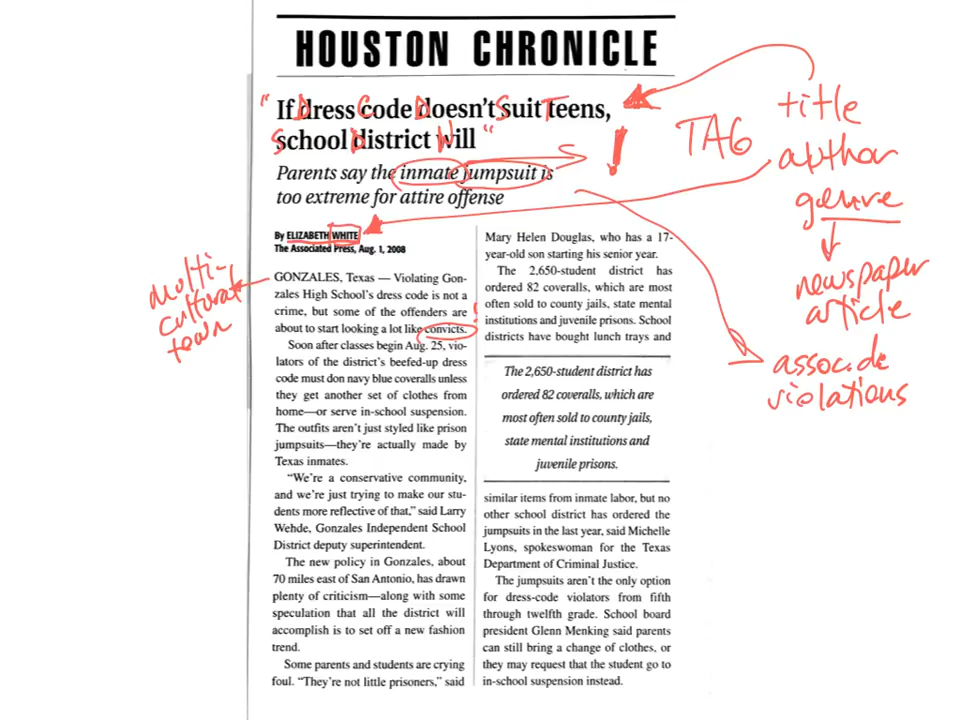 HOUSTON CHRONICLE
" If dress code doesn't suit teens,
D C D S T
school district will "
S D W
Parents say the inmate jumpsuit is
too extreme for attire offense
!
TAG
title
author
genre
newspaper
article
assoc. de
violations
By ELIZABETH WHITE
The Associated Press, Aug. 1, 2008
multi-
cultural
town
GONZALES, Texas — Violating Gon-
zales High School's dress code is not a
crime, but some of the offenders are
about to start looking a lot like convicts.
Soon after classes begin Aug. 25, vio-
lators of the district's beefed-up dress
code must don navy blue coveralls unless
they get another set of clothes from
home—or serve in-school suspension.
The outfits aren't just styled like prison
jumpsuits—they're actually made by
Texas inmates.
"We're a conservative community,
and we're just trying to make our stu-
dents more reflective of that," said Larry
Wehde, Gonzales Independent School
District deputy superintendent.
The new policy in Gonzales, about
70 miles east of San Antonio, has drawn
plenty of criticism—along with some
speculation that all the district will
accomplish is to set off a new fashion
trend.
Some parents and students are crying
foul. "They're not little prisoners," said
Mary Helen Douglas, who has a 17-
year-old son starting his senior year.
The 2,650-student district has
ordered 82 coveralls, which are most
often sold to county jails, state mental
institutions and juvenile prisons. School
districts have bought lunch trays and
The 2,650-student district has
ordered 82 coveralls, which are
most often sold to county jails,
state mental institutions and
juvenile prisons.
similar items from inmate labor, but no
other school district has ordered the
jumpsuits in the last year, said Michelle
Lyons, spokeswoman for the Texas
Department of Criminal Justice.
The jumpsuits aren't the only option
for dress-code violators from fifth
through twelfth grade. School board
president Glenn Menking said parents
can still bring a change of clothes, or
they may request that the student go to
in-school suspension instead.